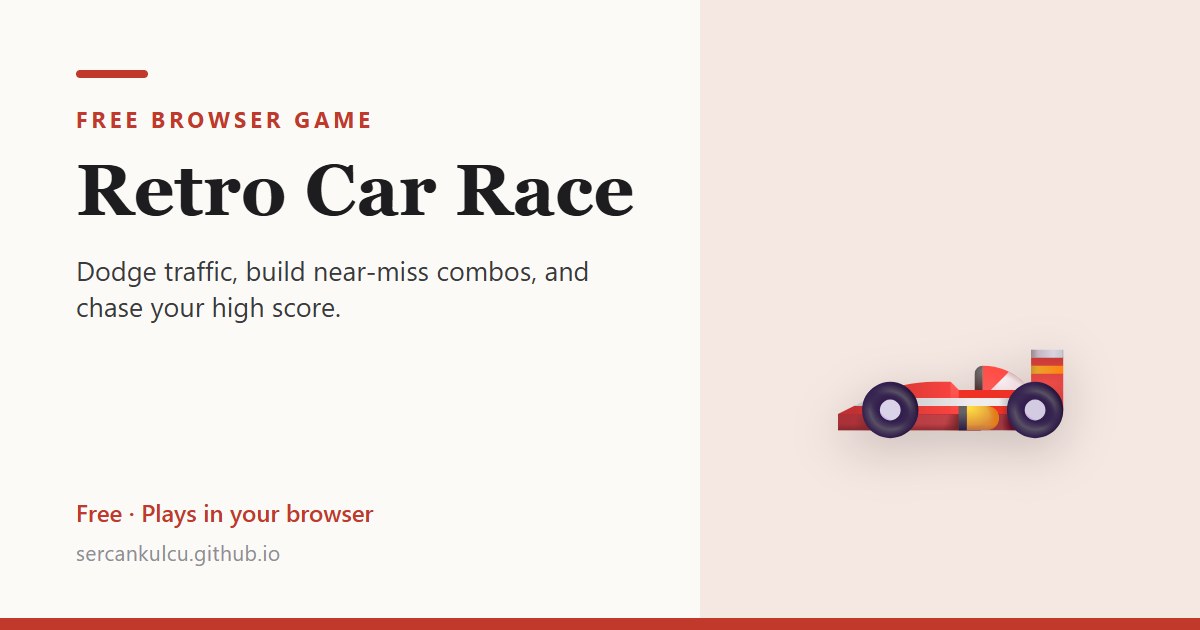 FREE BROWSER GAME
Retro Car Race
Dodge traffic, build near-miss combos, and
chase your high score.
Free · Plays in your browser
sercankulcu.github.io